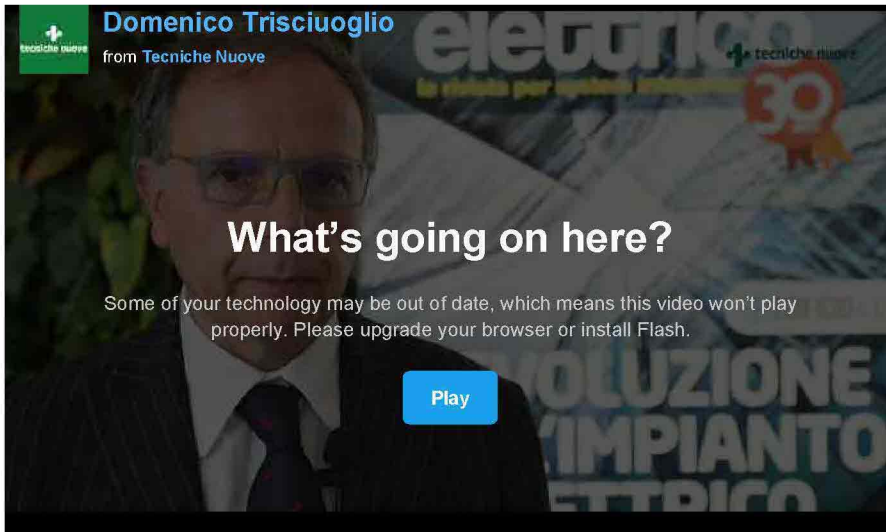 Domenico Trisciuoglio
from Tecniche Nuove
tecniche nuove
elettrico
tecniche nuove
30
What's going on here?
Some of your technology may be out of date, which means this video won't play
properly. Please upgrade your browser or install Flash.
Play
VOLUZIONE
L'IMPIANTO
ELETTRICO